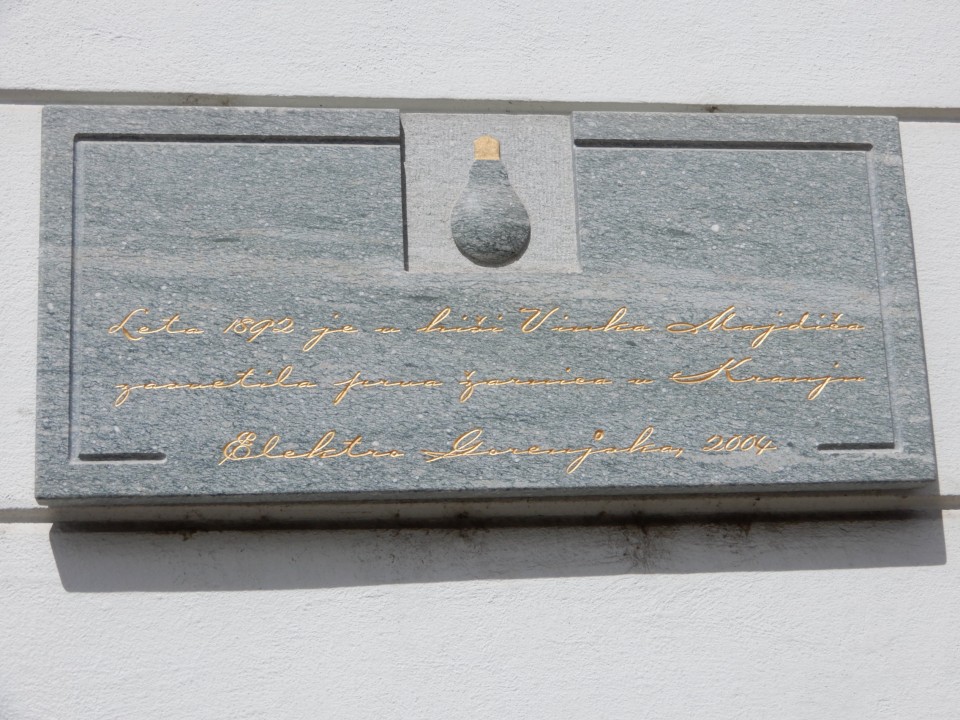 Leta 1892 je v hiši Vinka Majdiča
zasvetila prva žarnica v Kranju
Elektro Gorenjska, 2004